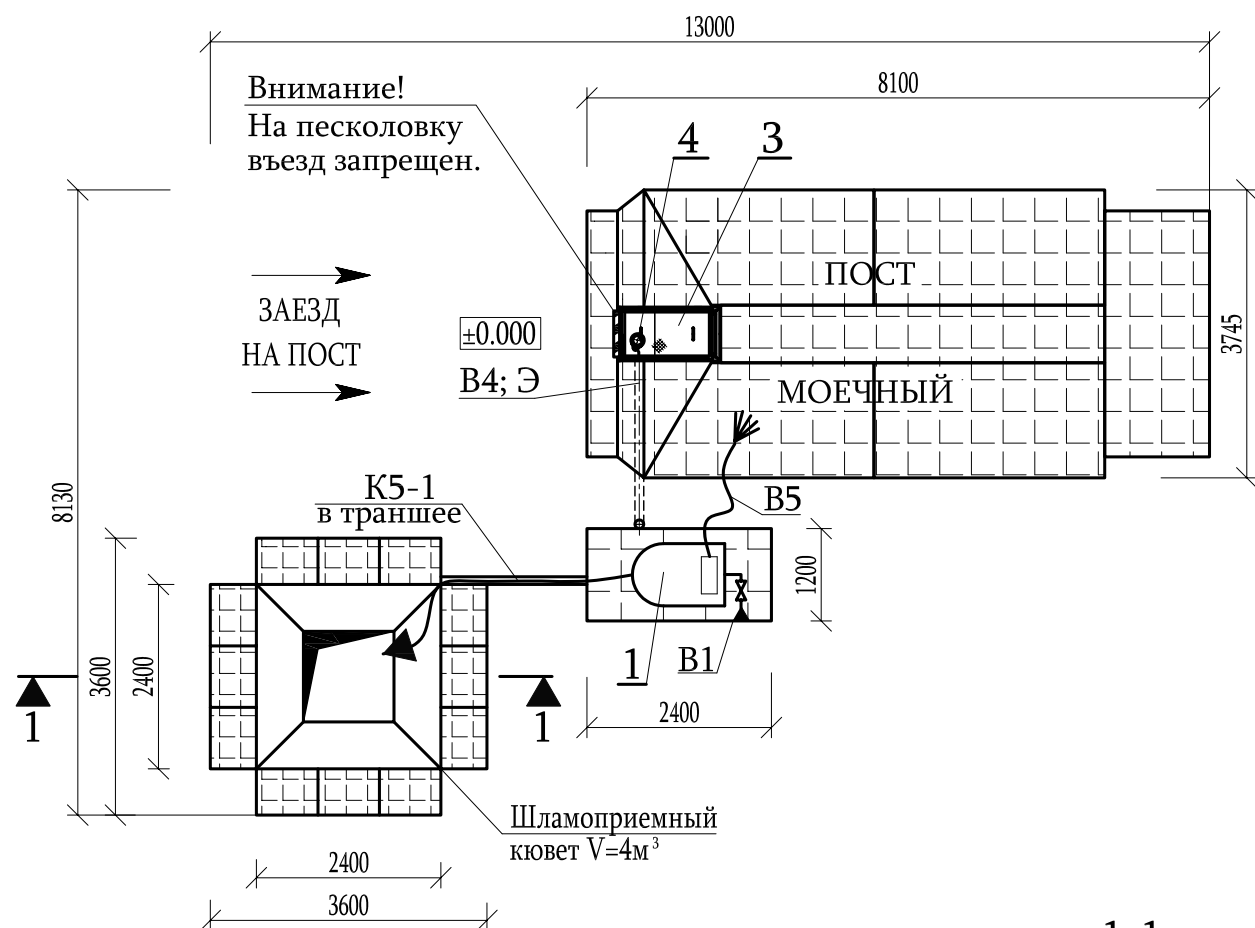 13000
8100
Внимание!
На песколовку
въезд запрещен.
4
3
ЗАЕЗД
НА ПОСТ
±0.000
В4; Э
ПОСТ
МОЕЧНЫЙ
3745
8130
К5-1
в траншее
В5
1200
3600
2400
1
1
1
В1
2400
Шламоприемный
кювет V=4м³
2400
3600